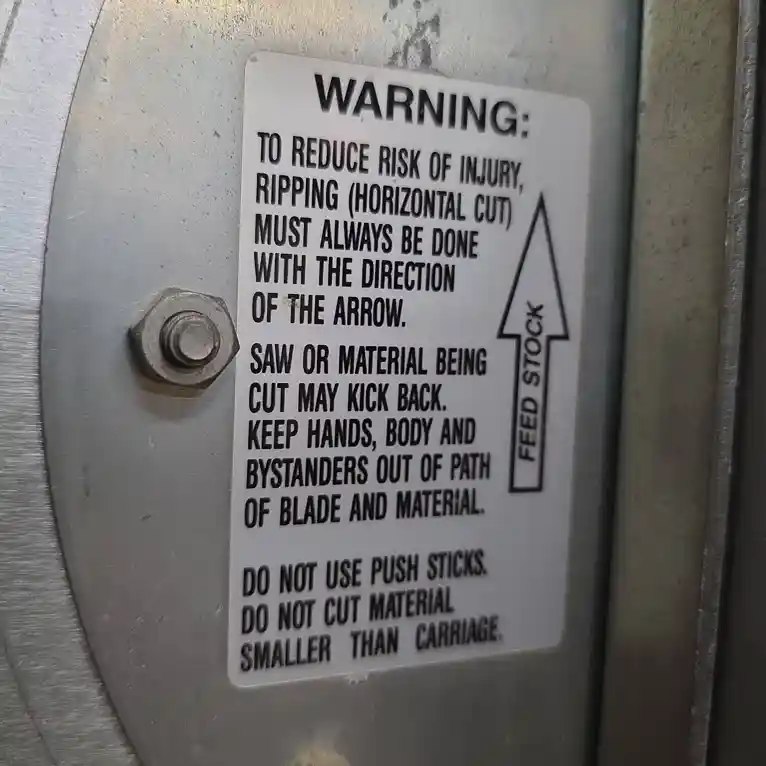 WARNING:
TO REDUCE RISK OF INJURY,
RIPPING (HORIZONTAL CUT)
MUST ALWAYS BE DONE
WITH THE DIRECTION
OF THE ARROW.
SAW OR MATERIAL BEING
CUT MAY KICK BACK.
KEEP HANDS, BODY AND
BYSTANDERS OUT OF PATH
OF BLADE AND MATERIAL.
DO NOT USE PUSH STICKS.
DO NOT CUT MATERIAL
SMALLER THAN CARRIAGE.
FEED STOCK